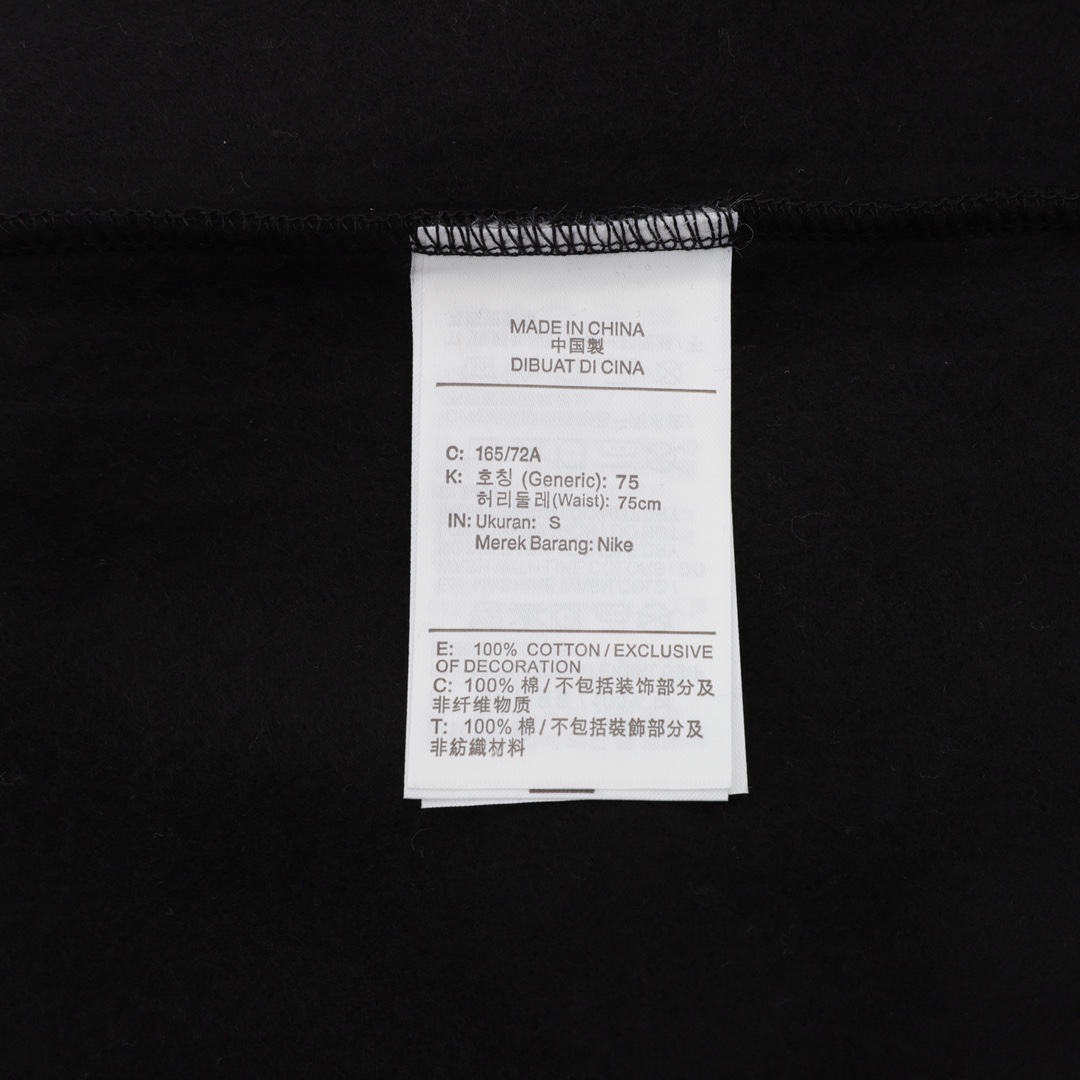 MADE IN CHINA
中国製
DIBUAT DI CINA
C: 165/72A
K: 호칭 (Generic): 75
허리둘레(Waist): 75cm
IN: Ukuran: S
Merek Barang: Nike
E: 100% COTTON / EXCLUSIVE
OF DECORATION
C: 100% 棉 / 不包括装饰部分及
非纤维物质
T: 100% 棉 / 不包括裝飾部分及
非紡織材料